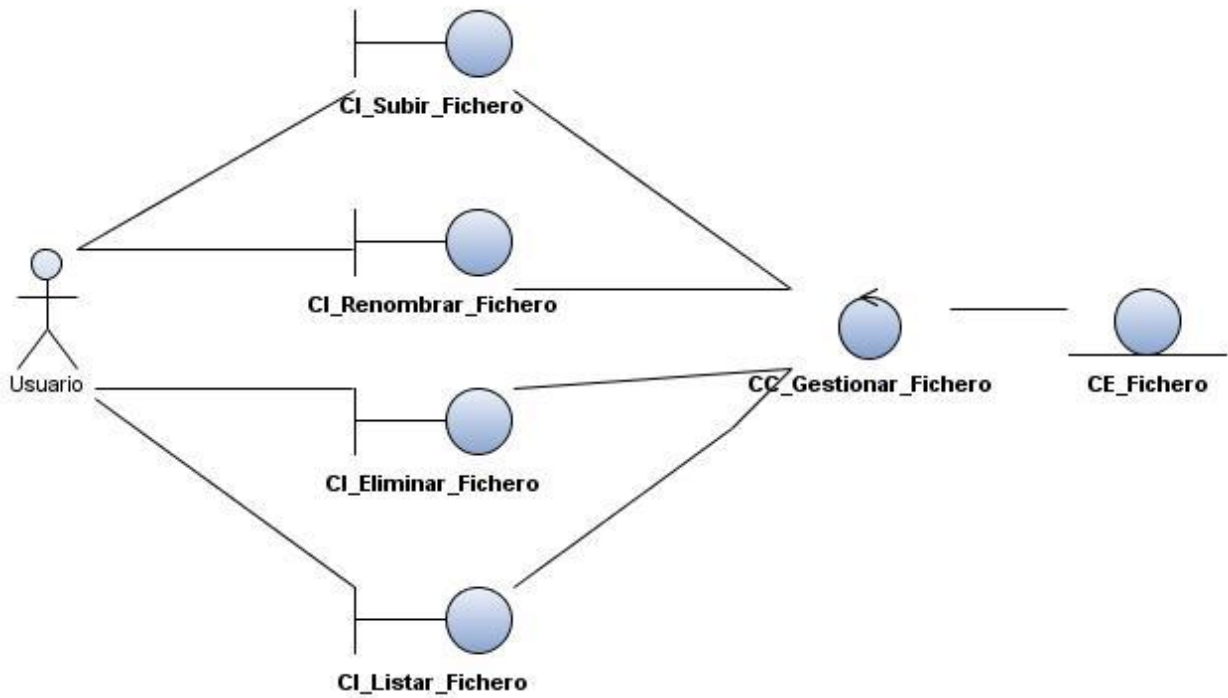 CI_Subir_Fichero
CI_Renombrar_Fichero
Usuario
CC_Gestionar_Fichero
CE_Fichero
CI_Eliminar_Fichero
CI_Listar_Fichero